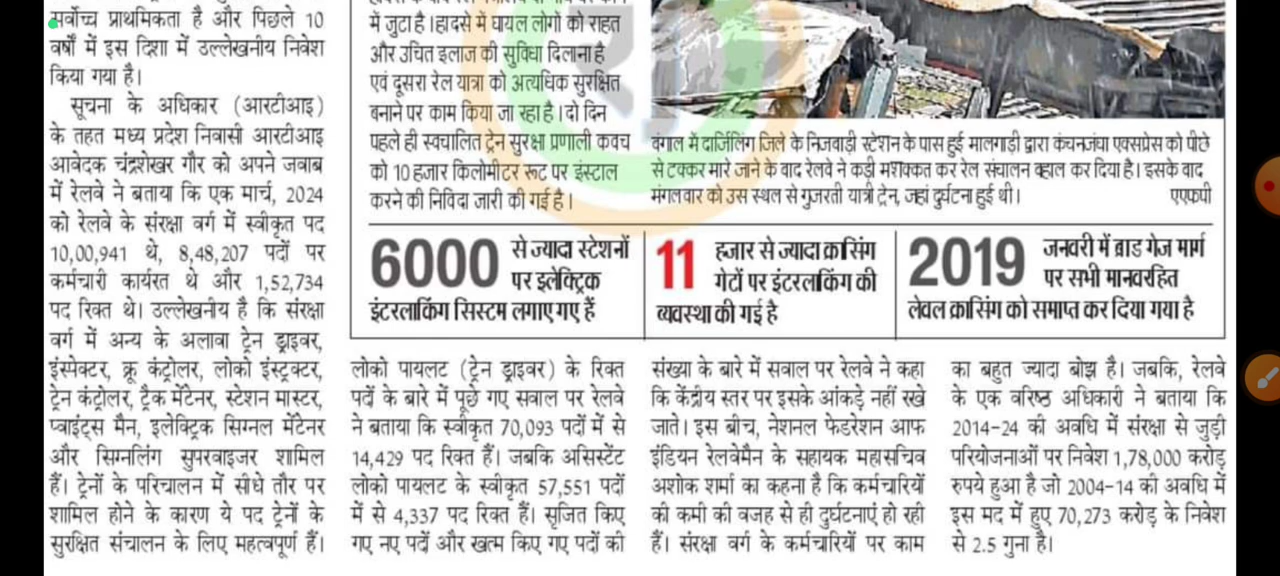 सर्वोच्च प्राथमिकता है और पिछले 10
वर्षों में इस दिशा में उल्लेखनीय निवेश
किया गया है।
सूचना के अधिकार (आरटीआइ)
के तहत मध्य प्रदेश निवासी आरटीआइ
आवेदक चंद्रशेखर गौर को अपने जवाब
में रेलवे ने बताया कि एक मार्च, 2024
को रेलवे के संरक्षा वर्ग में स्वीकृत पद
10,00,941 थे, 8,48,207 पदों पर
कर्मचारी कार्यरत थे और 1,52,734
पद रिक्त थे। उल्लेखनीय है कि संरक्षा
वर्ग में अन्य के अलावा ट्रेन ड्राइवर,
इंस्पेक्टर, क्रू कंट्रोलर, लोको इंस्ट्रक्टर,
ट्रेन कंट्रोलर, ट्रैक मेंटेनर, स्टेशन मास्टर,
प्वाइंट्स मैन, इलेक्ट्रिक सिग्नल मेंटेनर
और सिग्नलिंग सुपरवाइजर शामिल
हैं। ट्रेनों के परिचालन में सीधे तौर पर
शामिल होने के कारण ये पद ट्रेनों के
सुरक्षित संचालन के लिए महत्वपूर्ण हैं।
में जुटा है। हादसे में घायल लोगों को राहत
और उचित इलाज की सुविधा दिलाना है
एवं दूसरा रेल यात्रा को अत्यधिक सुरक्षित
बनाने पर काम किया जा रहा है। दो दिन
पहले ही स्वचालित ट्रेन सुरक्षा प्रणाली कवच
को 10 हजार किलोमीटर रूट पर इंस्टाल
करने की निविदा जारी की गई है।
बंगाल में दार्जिलिंग जिले के निजबाड़ी स्टेशन के पास हुई मालगाड़ी द्वारा कंचनजंघा एक्सप्रेस को पीछे
से टक्कर मारे जाने के बाद रेलवे ने कड़ी मशक्कत कर रेल संचालन बहाल कर दिया है। इसके बाद
मंगलवार को उस स्थल से गुजरती यात्री ट्रेन, जहां दुर्घटना हुई थी। एएफपी
6000 से ज्यादा स्टेशनों
पर इलेक्ट्रिक
इंटरलाकिंग सिस्टम लगाए गए हैं
11 हजार से ज्यादा क्रासिंग
गेटों पर इंटरलाकिंग की
व्यवस्था की गई है
2019 जनवरी में ब्राड गेज मार्ग
पर सभी मानवरहित
लेवल क्रासिंग को समाप्त कर दिया गया है
लोको पायलट (ट्रेन ड्राइवर) के रिक्त
पदों के बारे में पूछे गए सवाल पर रेलवे
ने बताया कि स्वीकृत 70,093 पदों में से
14,429 पद रिक्त हैं। जबकि असिस्टेंट
लोको पायलट के स्वीकृत 57,551 पदों
में से 4,337 पद रिक्त हैं। सृजित किए
गए नए पदों और खत्म किए गए पदों की
संख्या के बारे में सवाल पर रेलवे ने कहा
कि केंद्रीय स्तर पर इसके आंकड़े नहीं रखे
जाते। इस बीच, नेशनल फेडरेशन आफ
इंडियन रेलवेमैन के सहायक महासचिव
अशोक शर्मा का कहना है कि कर्मचारियों
की कमी की वजह से ही दुर्घटनाएं हो रही
हैं। संरक्षा वर्ग के कर्मचारियों पर काम
का बहुत ज्यादा बोझ है। जबकि, रेलवे
के एक वरिष्ठ अधिकारी ने बताया कि
2014-24 की अवधि में संरक्षा से जुड़ी
परियोजनाओं पर निवेश 1,78,000 करोड़
रुपये हुआ है जो 2004-14 की अवधि में
इस मद में हुए 70,273 करोड़ के निवेश
से 2.5 गुना है।